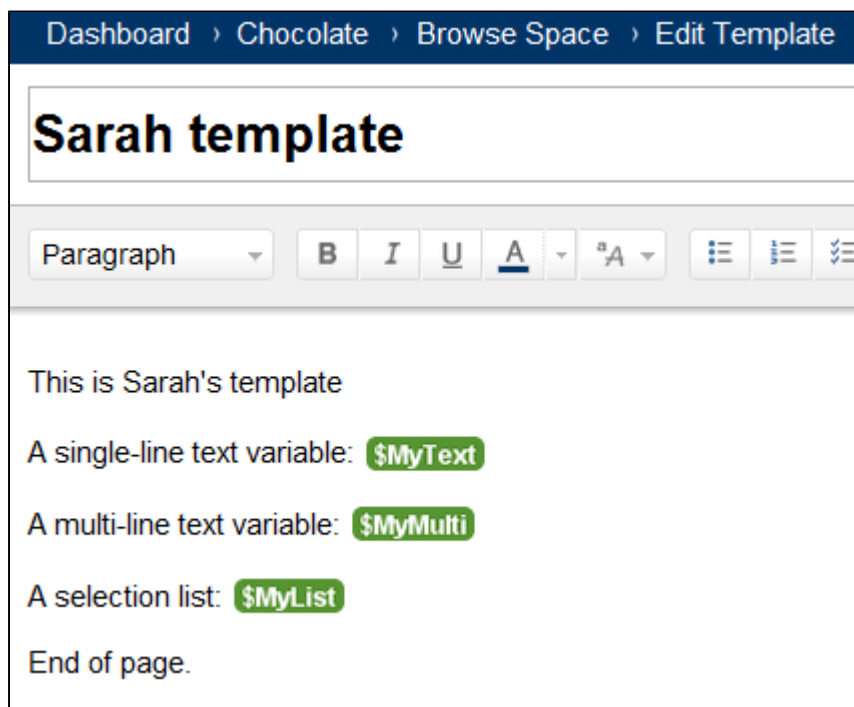 Dashboard › Chocolate › Browse Space › Edit Template
Sarah template
Paragraph B I U A ªA
This is Sarah's template
A single-line text variable: $MyText
A multi-line text variable: $MyMulti
A selection list: $MyList
End of page.